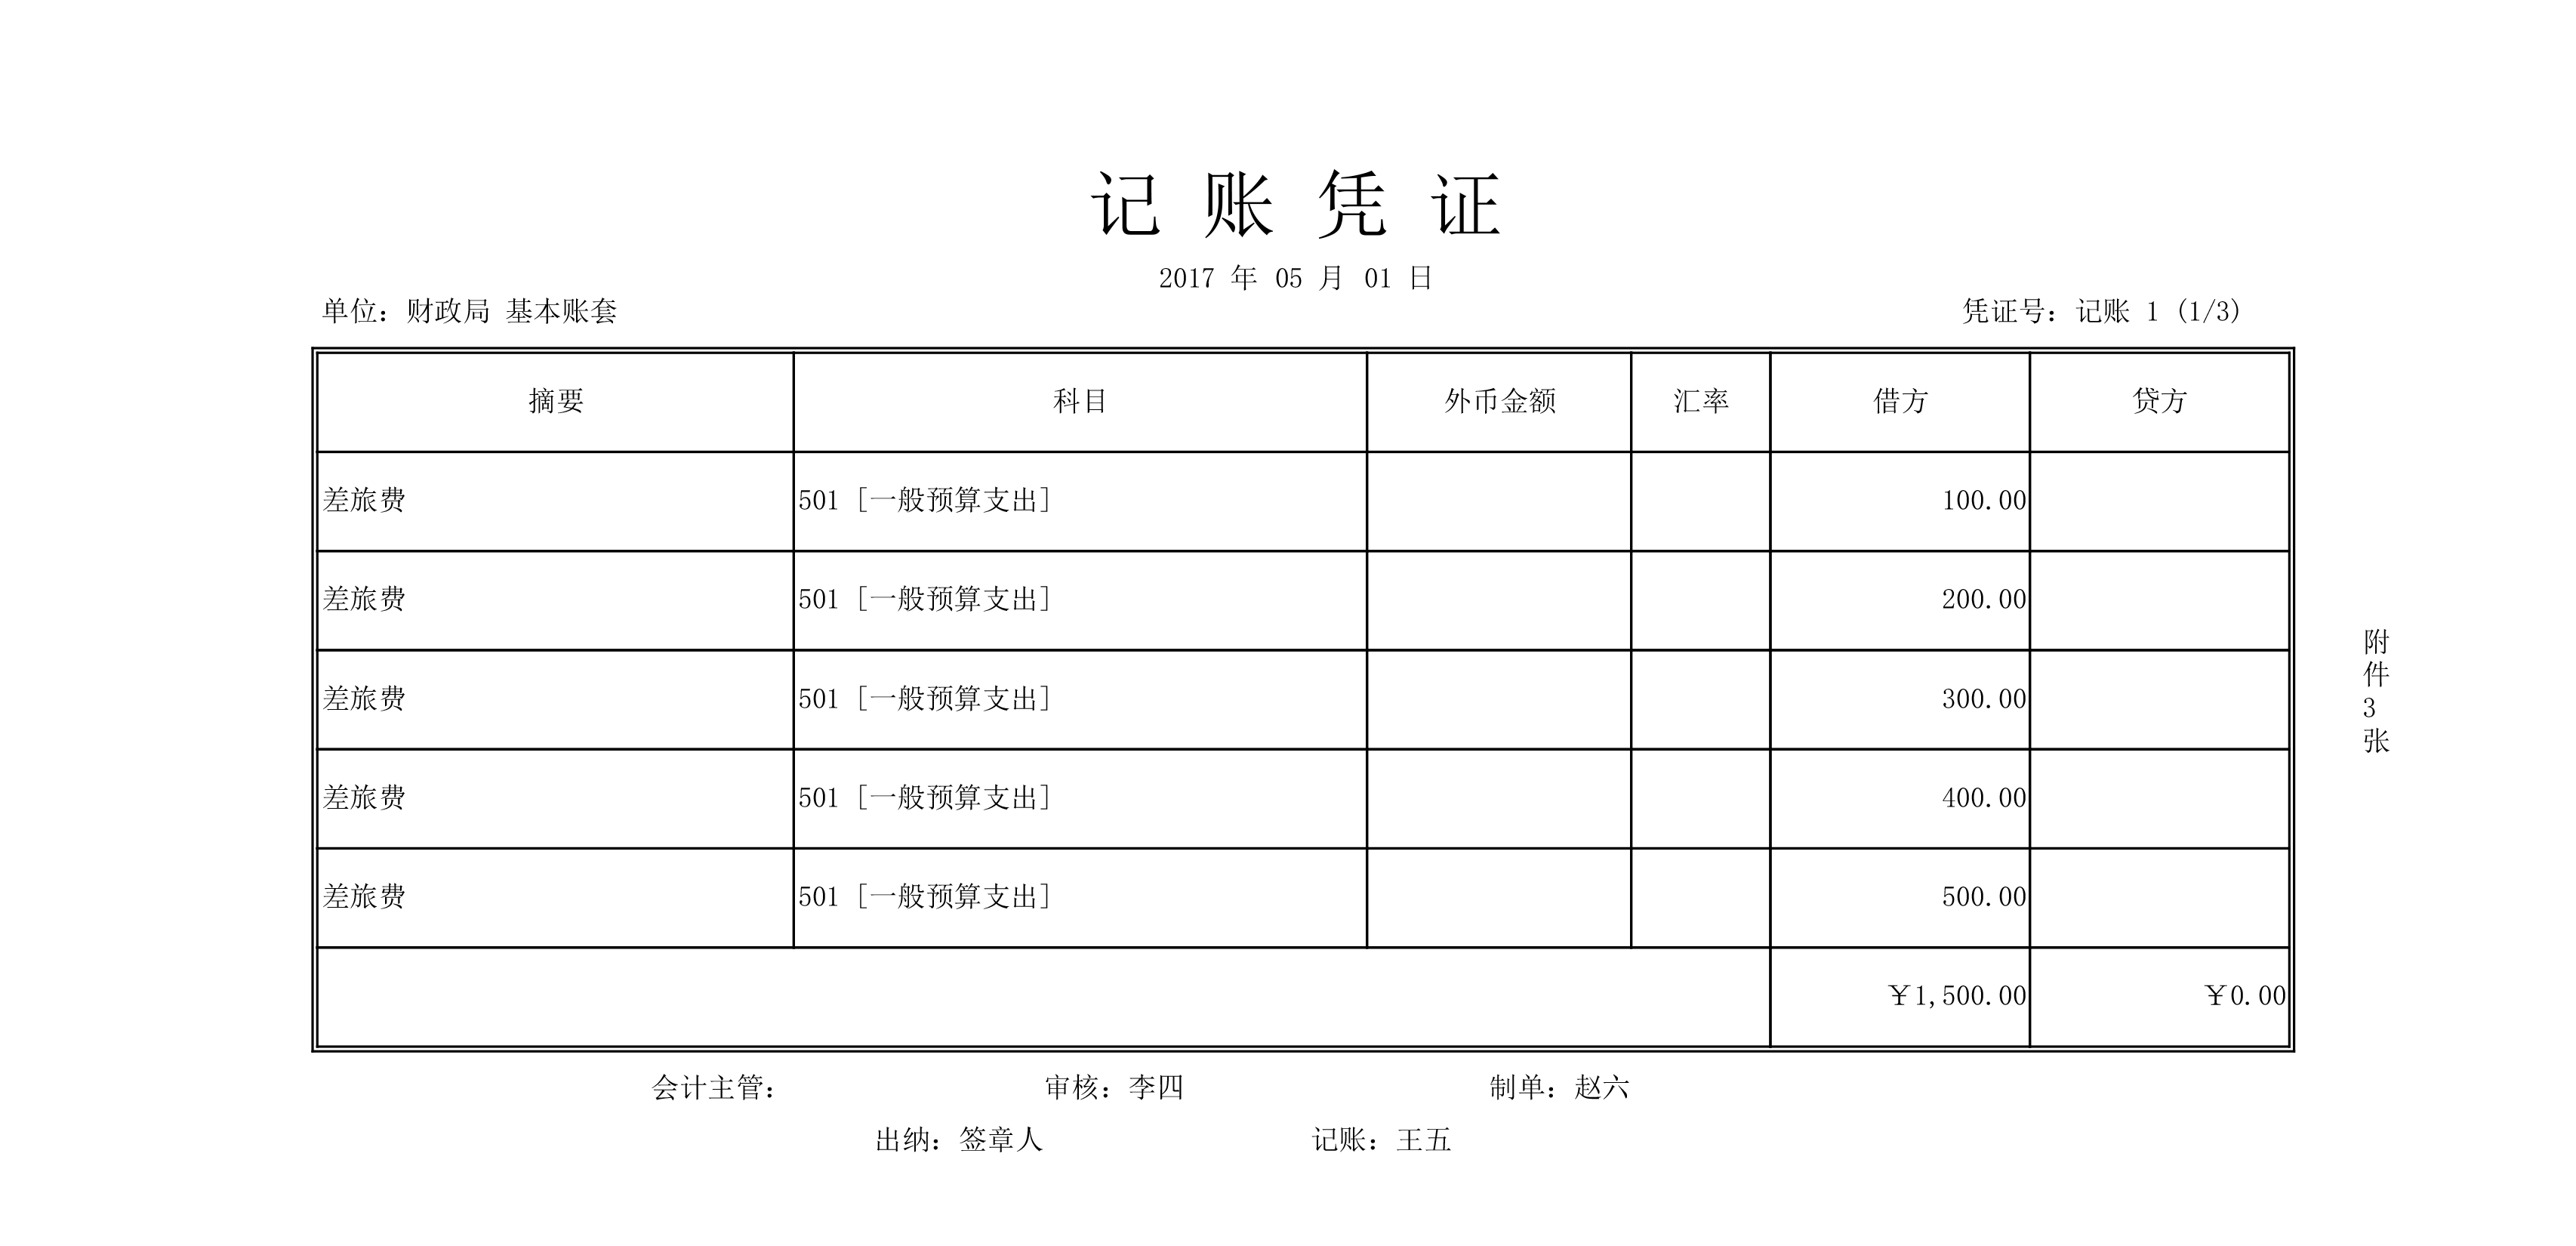 记 账 凭 证
2017 年 05 月 01 日
单位：财政局 基本账套 凭证号：记账 1 (1/3)
摘要 科目 外币金额 汇率 借方 贷方
差旅费 501 [一般预算支出] 100.00
差旅费 501 [一般预算支出] 200.00
差旅费 501 [一般预算支出] 300.00
差旅费 501 [一般预算支出] 400.00
差旅费 501 [一般预算支出] 500.00
￥1,500.00 ￥0.00
附
件
3
张
会计主管： 审核：李四 制单：赵六
出纳：签章人 记账：王五